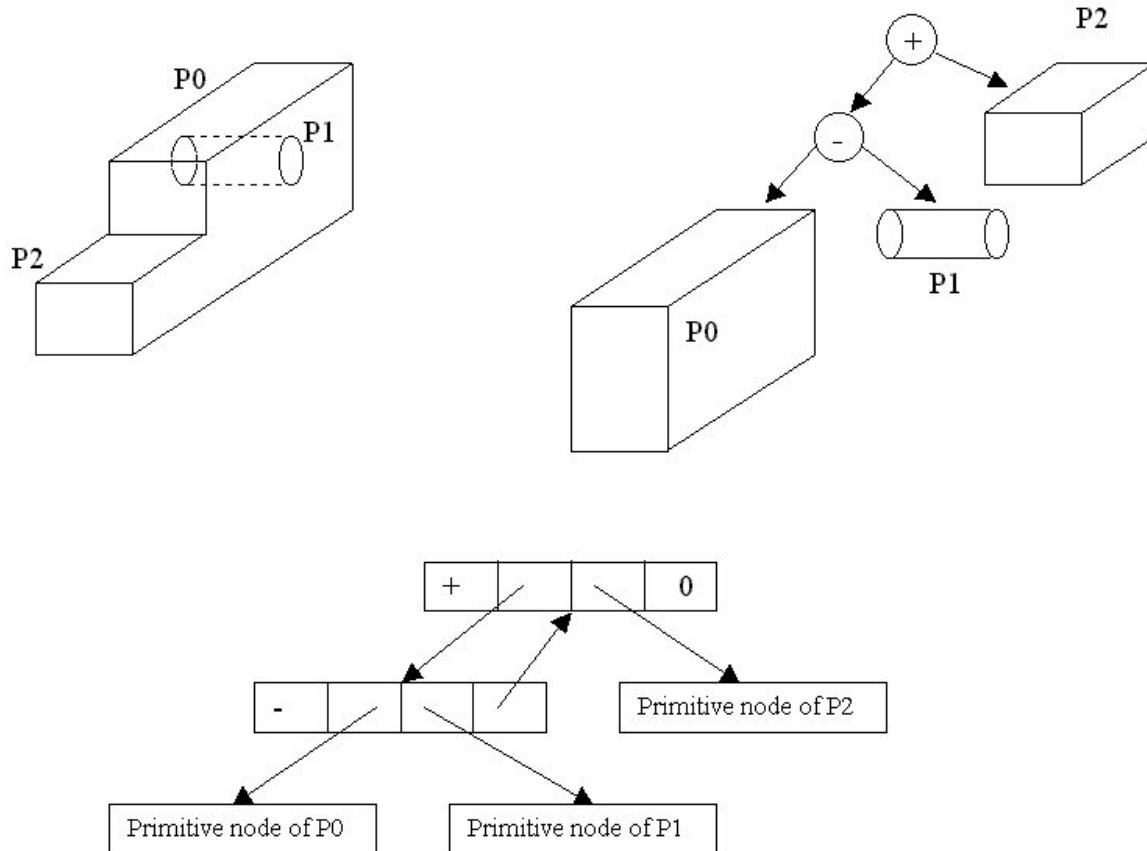 P0
P1
P2
+
P2
-
P0
P1
+ 0
-
Primitive node of P2
Primitive node of P0
Primitive node of P1